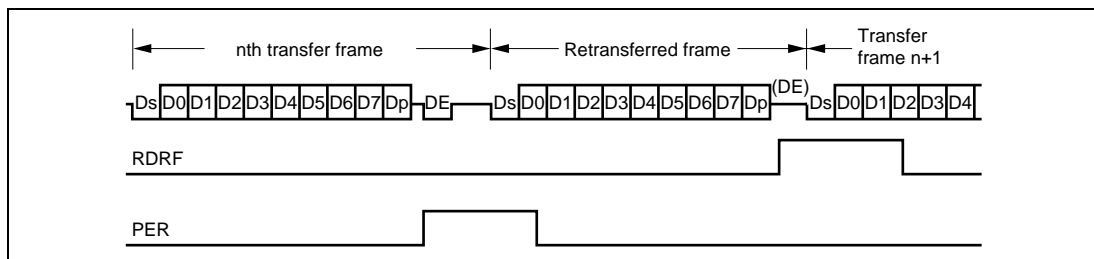 nth transfer frame
Retransferred frame
Transfer
frame n+1
Ds D0 D1 D2 D3 D4 D5 D6 D7 Dp DE Ds D0 D1 D2 D3 D4 D5 D6 D7 Dp (DE) Ds D0 D1 D2 D3 D4
RDRF
PER